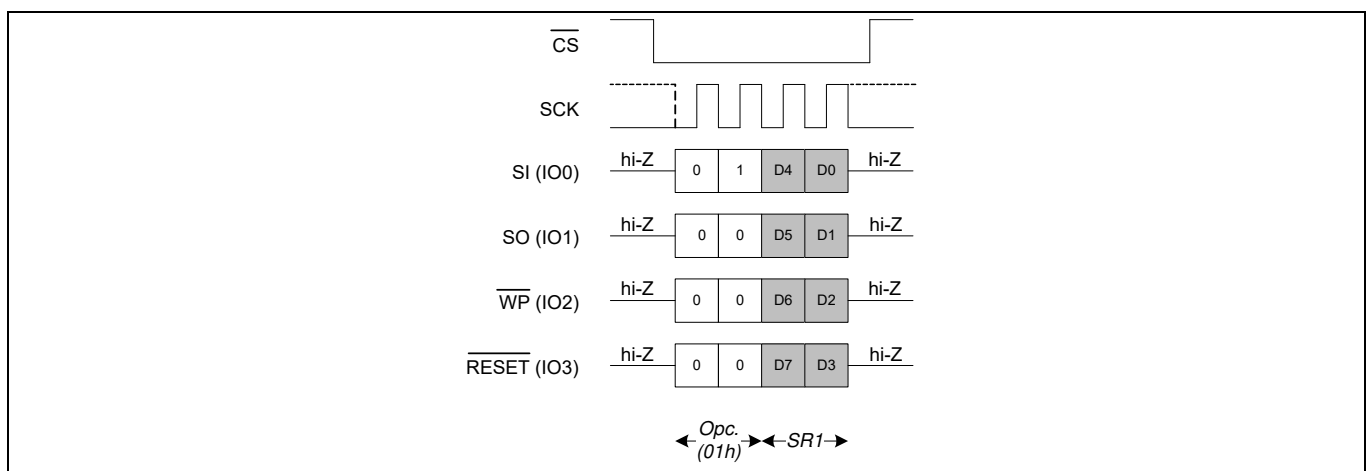 CS
SCK
SI (IO0) hi-Z 0 1 D4 D0 hi-Z
SO (IO1) hi-Z 0 0 D5 D1 hi-Z
WP (IO2) hi-Z 0 0 D6 D2 hi-Z
RESET (IO3) hi-Z 0 0 D7 D3 hi-Z
Opc. SR1
(01h)